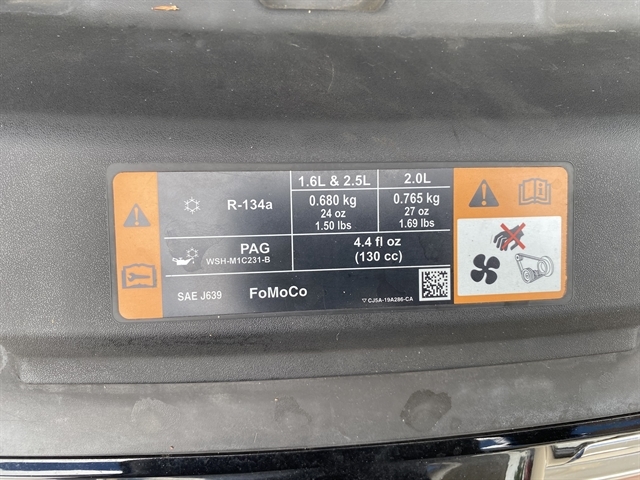 1.6L & 2.5L 2.0L
R-134a
0.680 kg 0.765 kg
24 oz 27 oz
1.50 lbs 1.69 lbs
PAG
WSH-M1C231-B
4.4 fl oz
(130 cc)
SAE J639 FoMoCo
CJ5A-19A286-CA